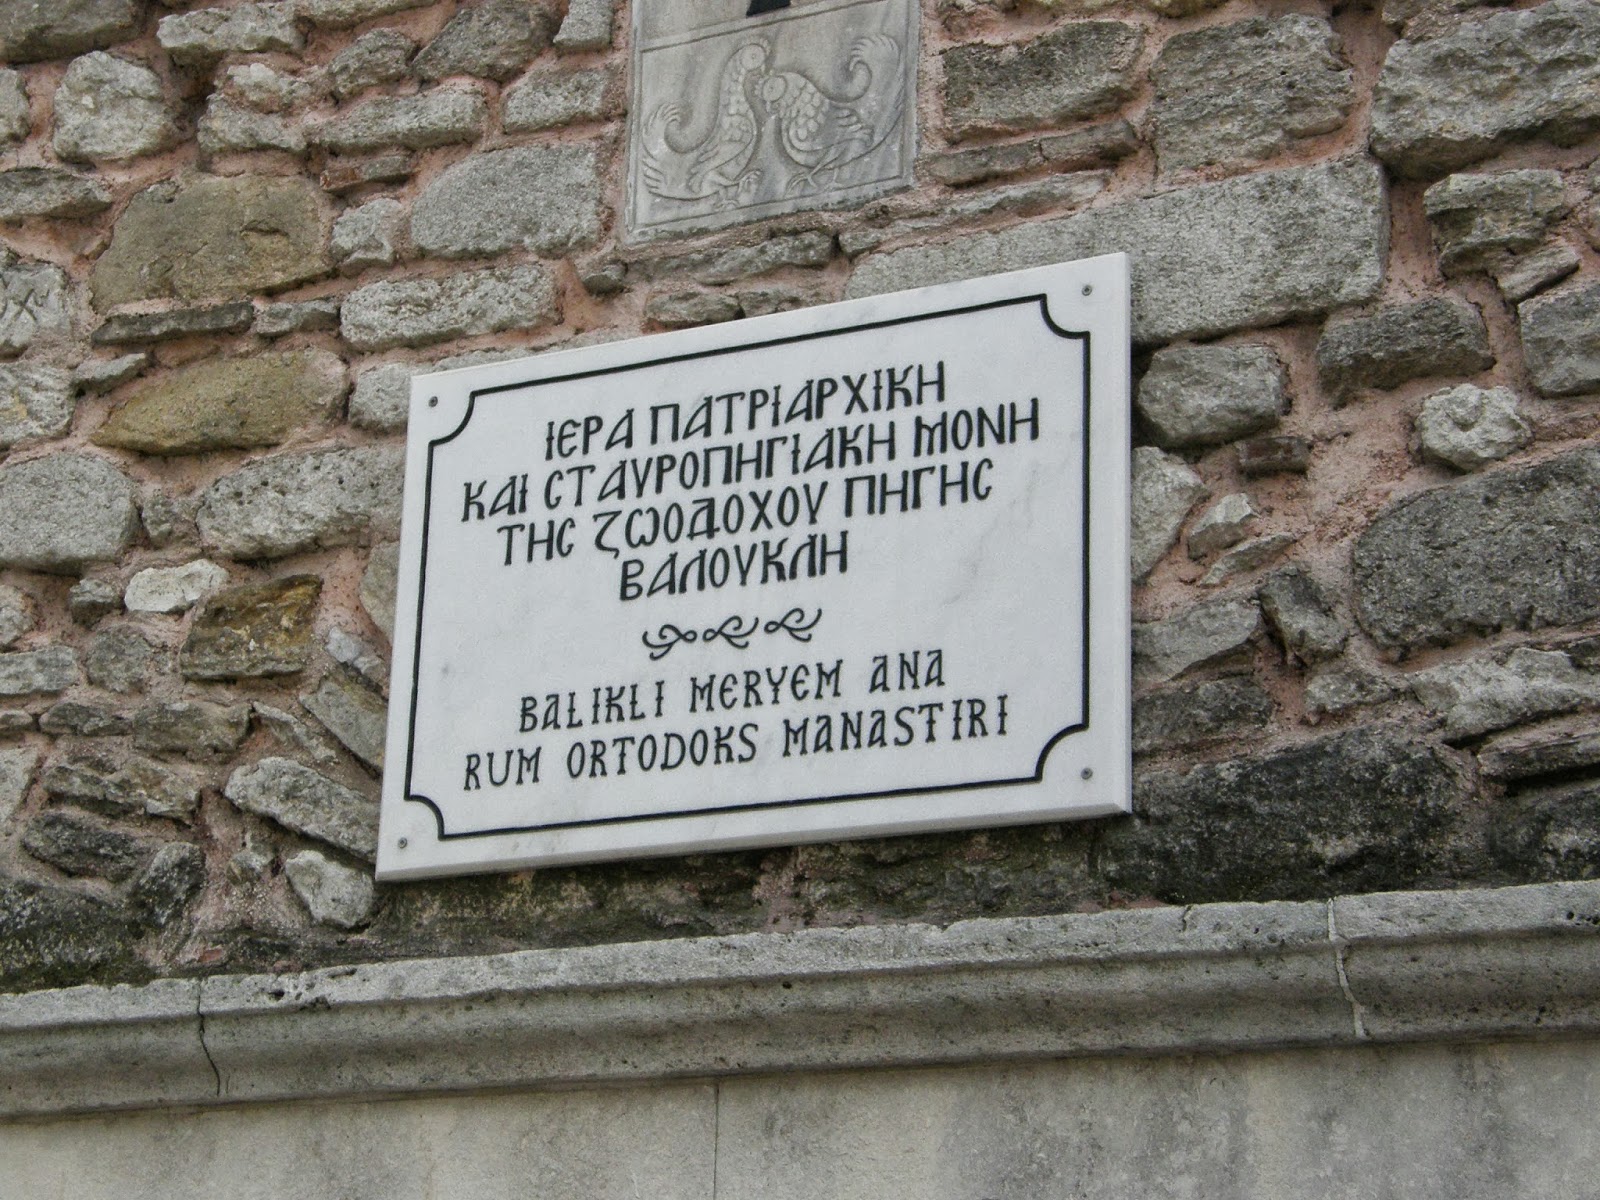 ΙΕΡΑ ΠΑΤΡΙΑΡΧΙΚΗ
ΚΑΙ ΣΤΑΥΡΟΠΗΓΙΑΚΗ ΜΟΝΗ
ΤΗΣ ΖΩΟΔΟΧΟΥ ΠΗΓΗΣ
ΒΑΛΟΥΚΛΗ
BALIKLI MERYEM ANA
RUM ORTODOKS MANASTIRI